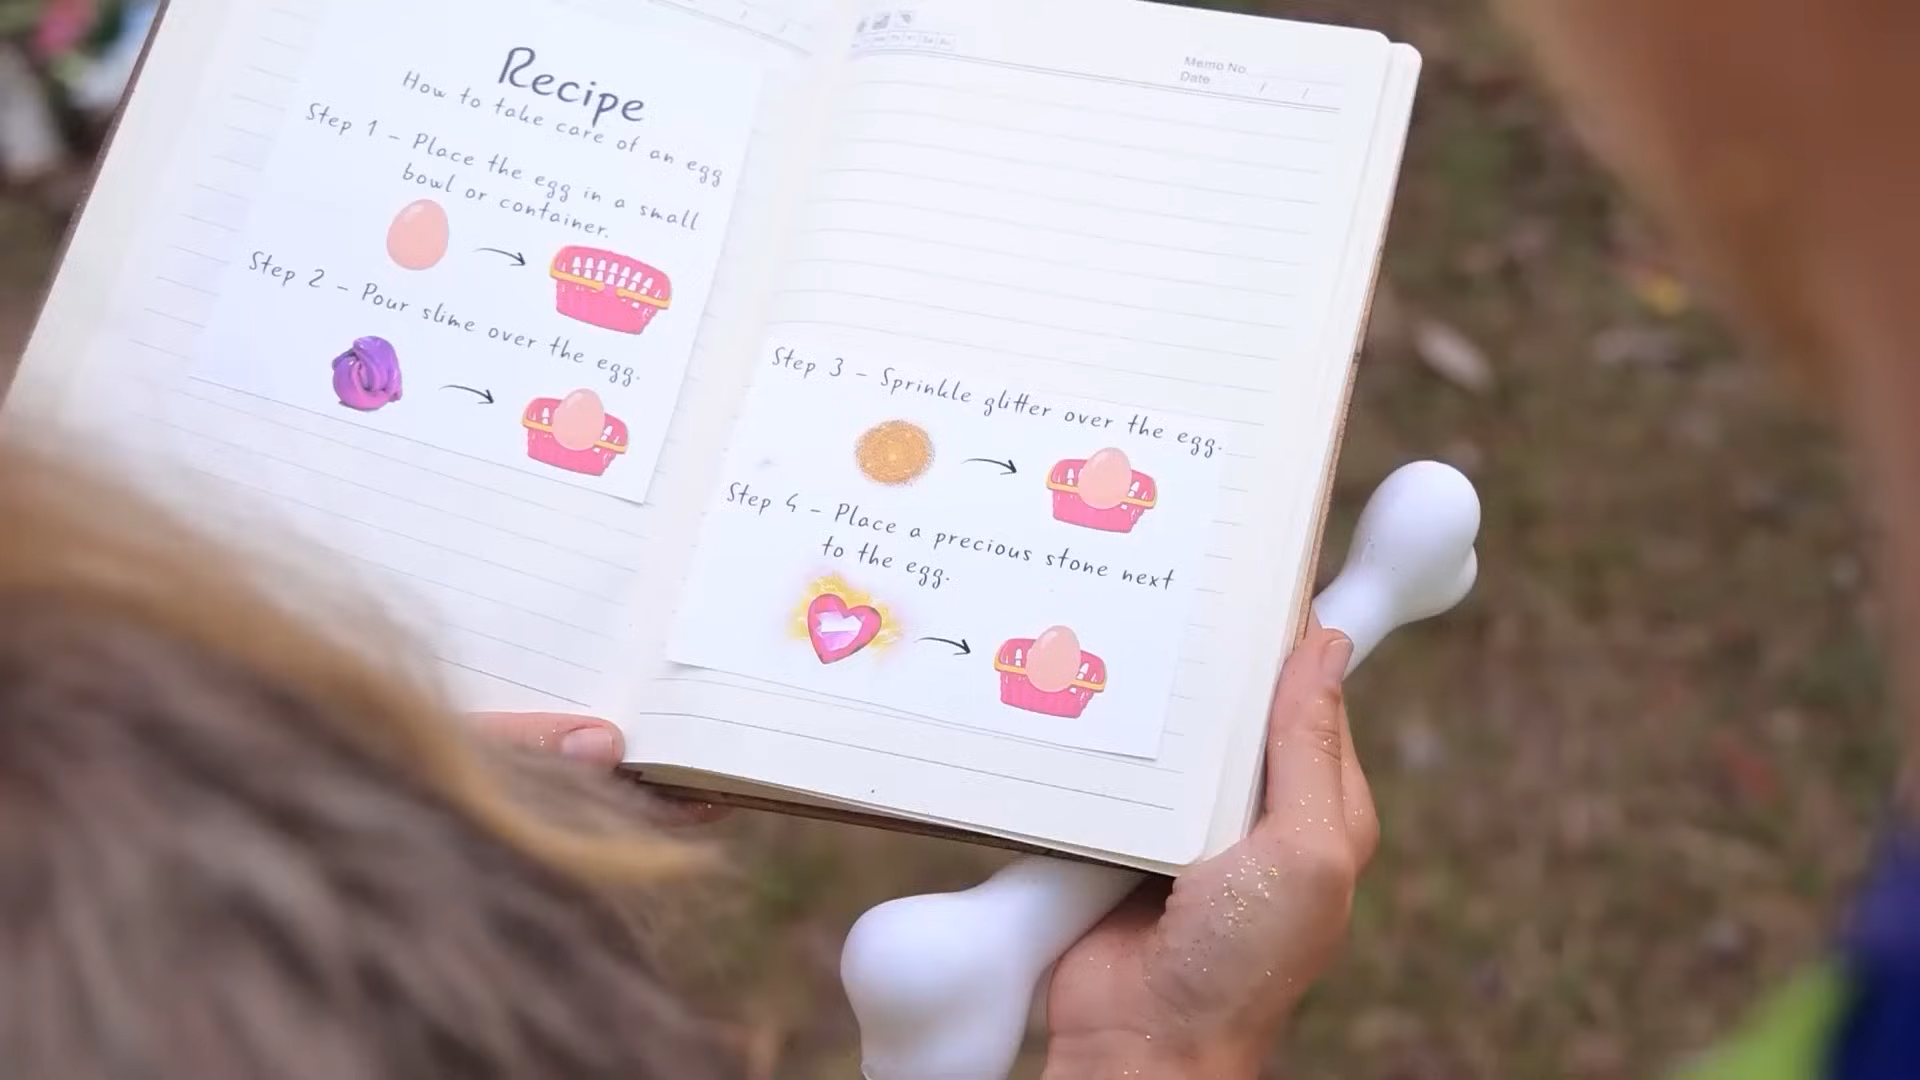 Recipe
How to take care of an egg
Step 1 - Place the egg in a small
bowl or container.
Step 2 - Pour slime over the egg.
Memo No.
Date / /
Step 3 - Sprinkle glitter over the egg.
Step 4 - Place a precious stone next
to the egg.